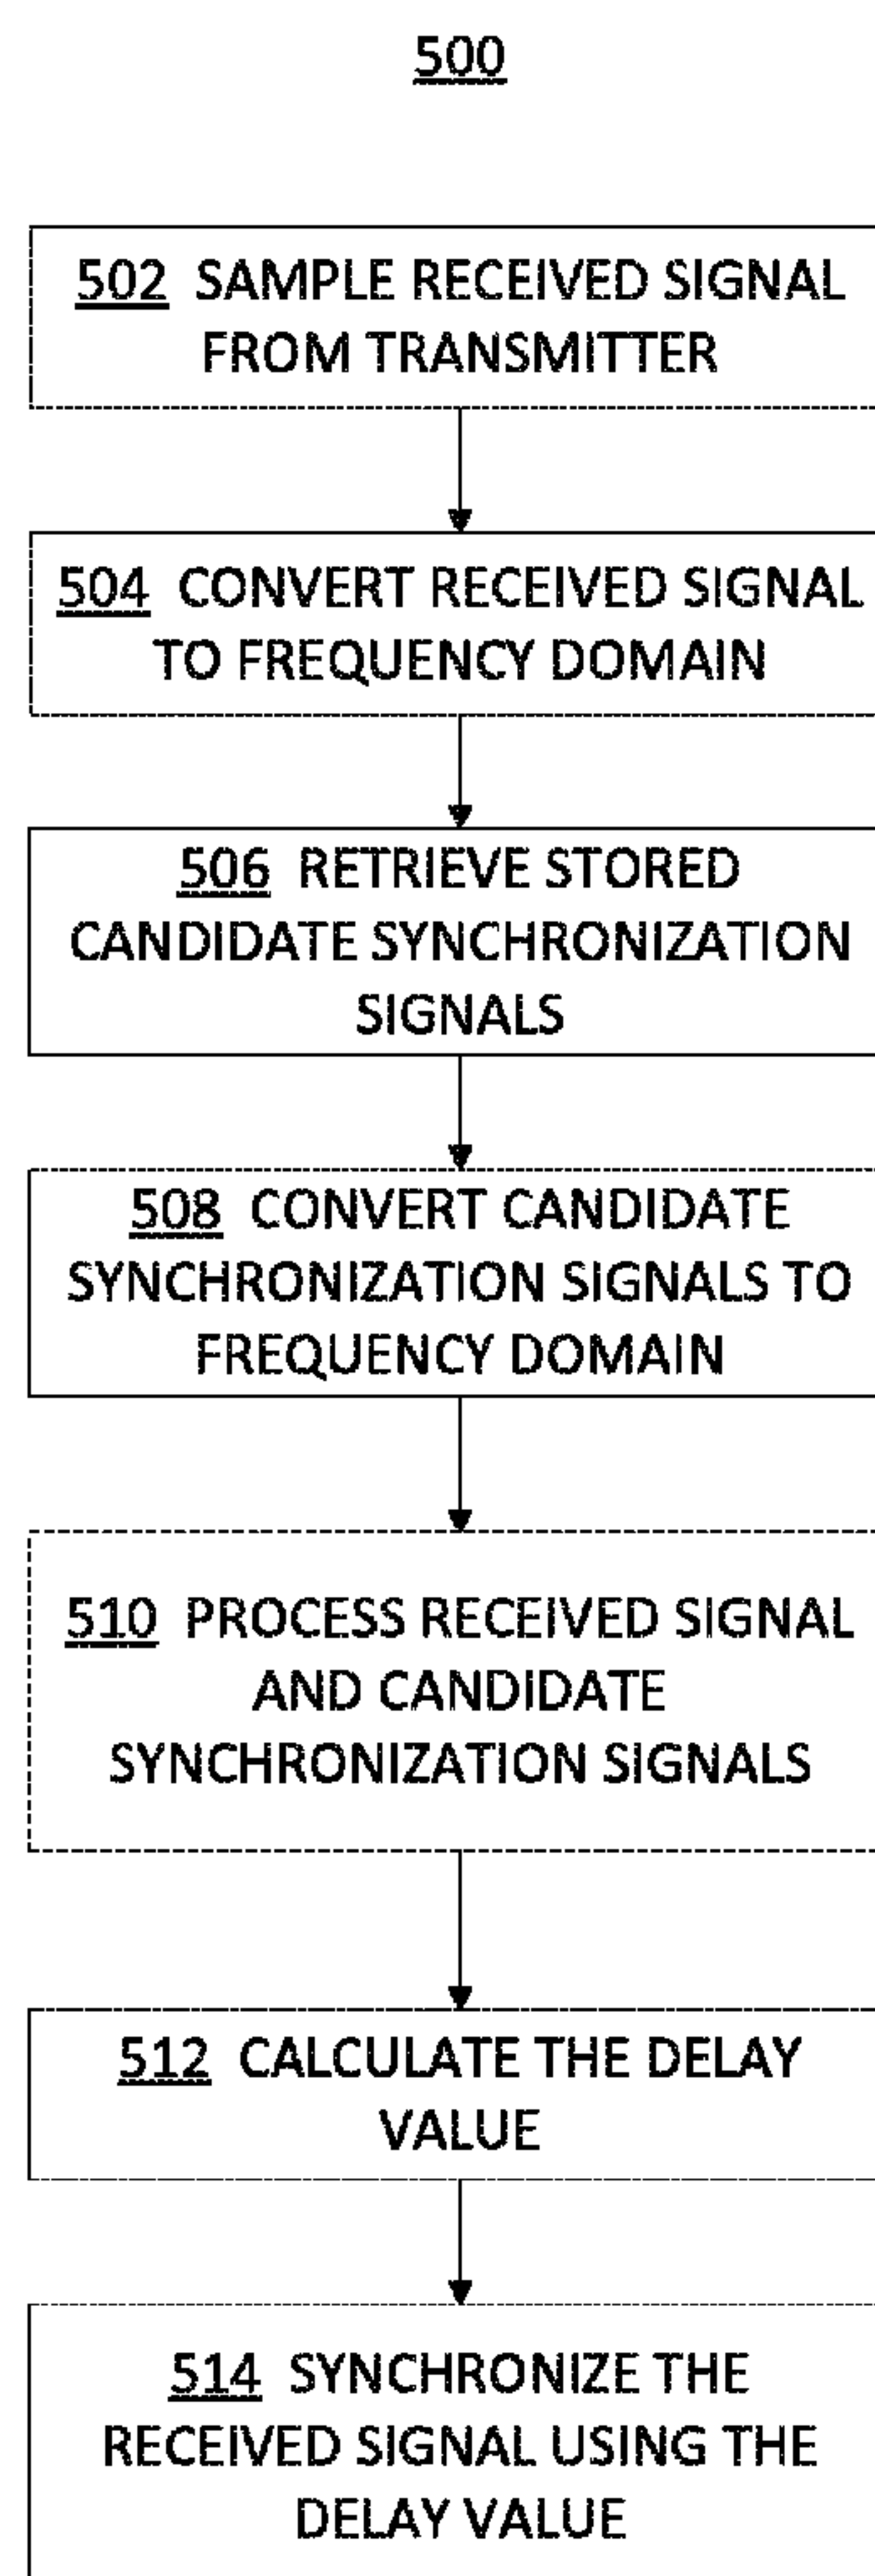 500
502 SAMPLE RECEIVED SIGNAL
FROM TRANSMITTER
504 CONVERT RECEIVED SIGNAL
TO FREQUENCY DOMAIN
506 RETRIEVE STORED
CANDIDATE SYNCHRONIZATION
SIGNALS
508 CONVERT CANDIDATE
SYNCHRONIZATION SIGNALS TO
FREQUENCY DOMAIN
510 PROCESS RECEIVED SIGNAL
AND CANDIDATE
SYNCHRONIZATION SIGNALS
512 CALCULATE THE DELAY
VALUE
514 SYNCHRONIZE THE
RECEIVED SIGNAL USING THE
DELAY VALUE